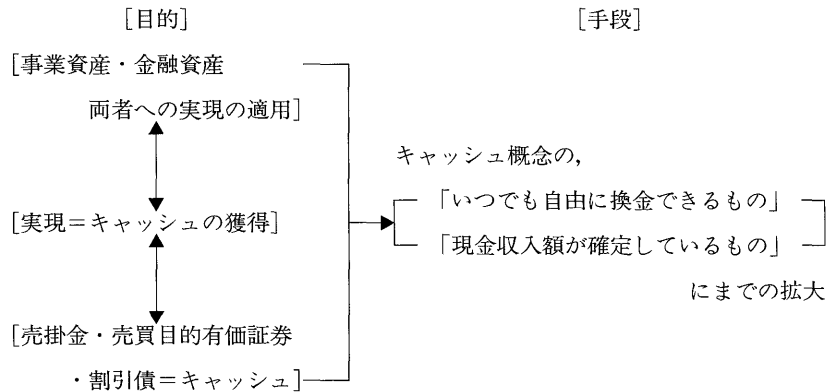 [目的]
[手段]
[事業資産・金融資産
両者への実現の適用]
キャッシュ概念の,
「いつでも自由に換金できるもの」
[実現=キャッシュの獲得]
「現金収入額が確定しているもの」
にまでの拡大
[売掛金・売買目的有価証券
・割引債=キャッシュ]